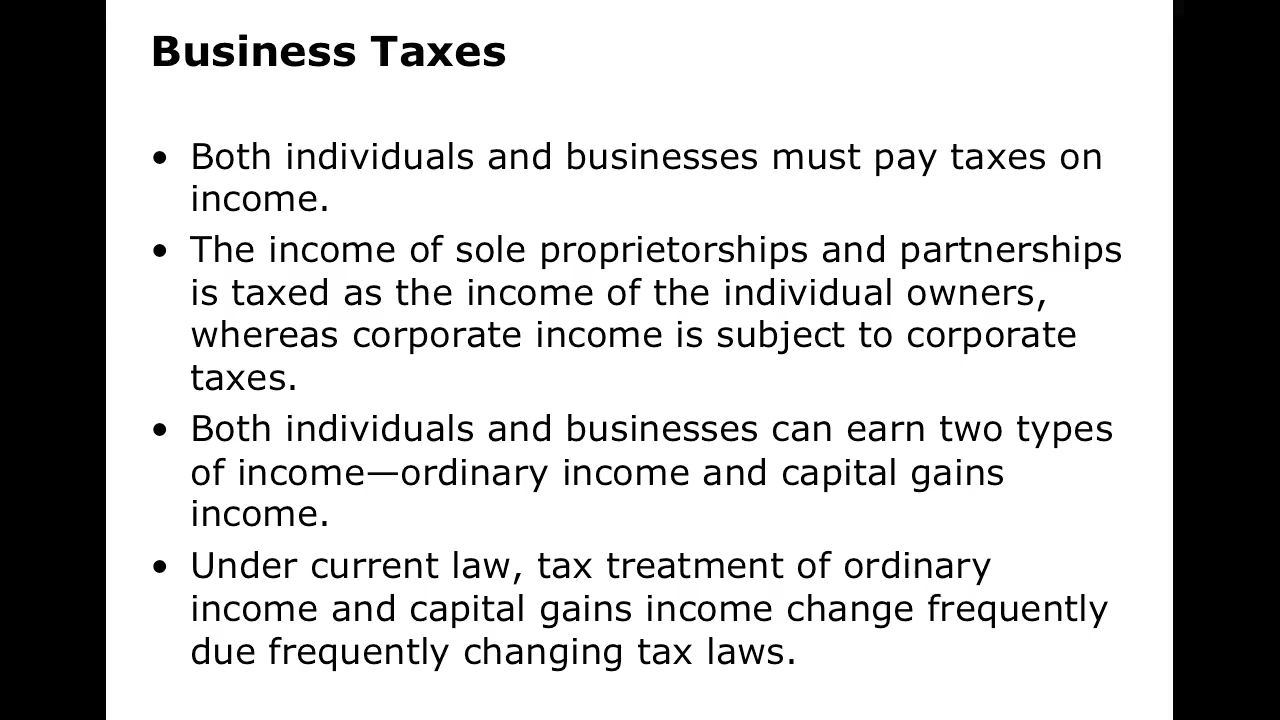 Business Taxes
• Both individuals and businesses must pay taxes on
income.
• The income of sole proprietorships and partnerships
is taxed as the income of the individual owners,
whereas corporate income is subject to corporate
taxes.
• Both individuals and businesses can earn two types
of income—ordinary income and capital gains
income.
• Under current law, tax treatment of ordinary
income and capital gains income change frequently
due frequently changing tax laws.